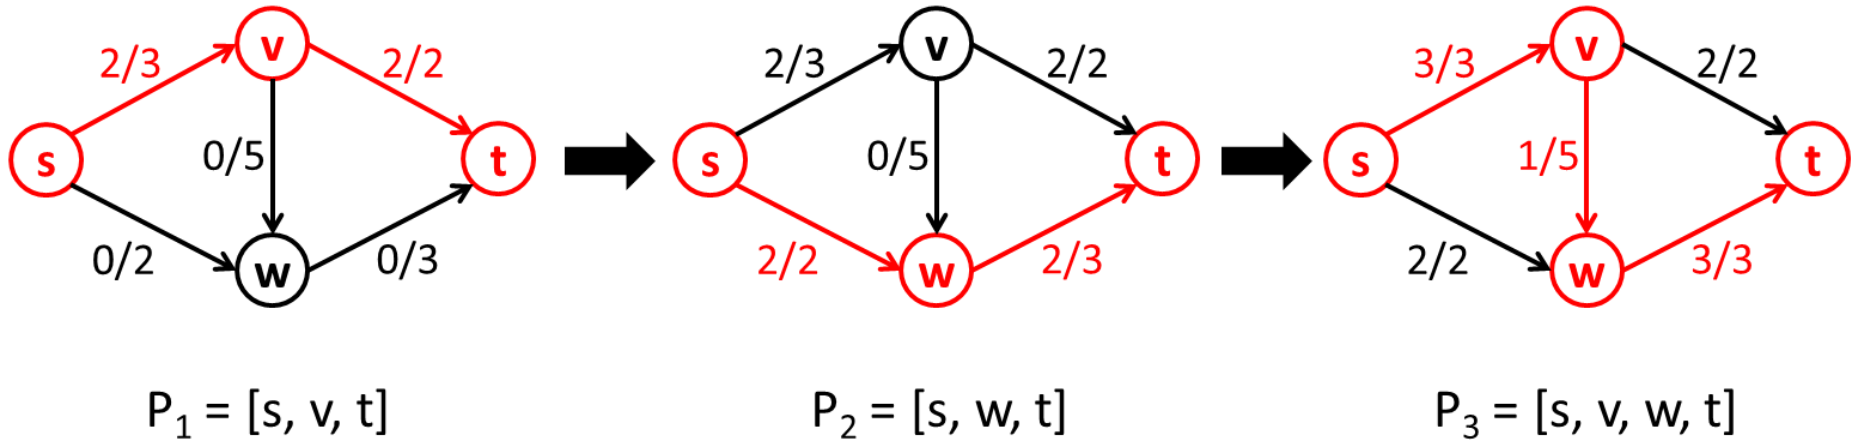 v
2/3
2/2
s
0/5
t
0/2
w
0/3
P₁ = [s, v, t]
v
2/3
2/2
s
0/5
t
2/2
w
2/3
P₂ = [s, w, t]
v
3/3
2/2
s
1/5
t
2/2
w
3/3
P₃ = [s, v, w, t]